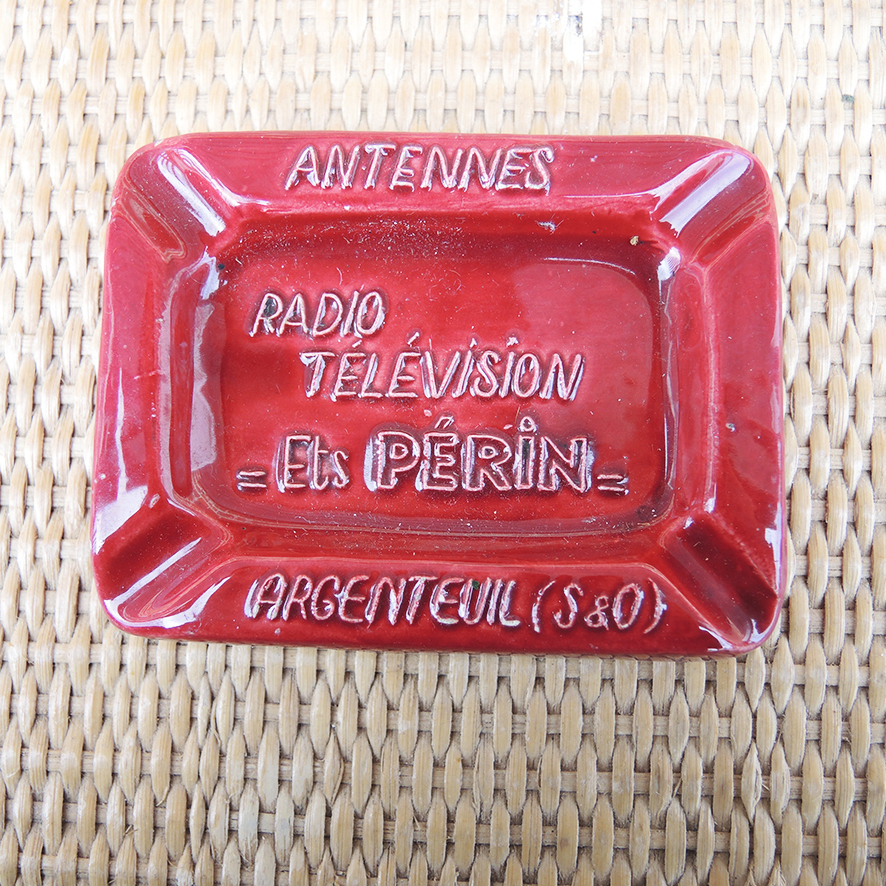 ANTENNES
RADIO
TÉLÉVISION
= Ets PÉRIN =
ARGENTEUIL (S&O)